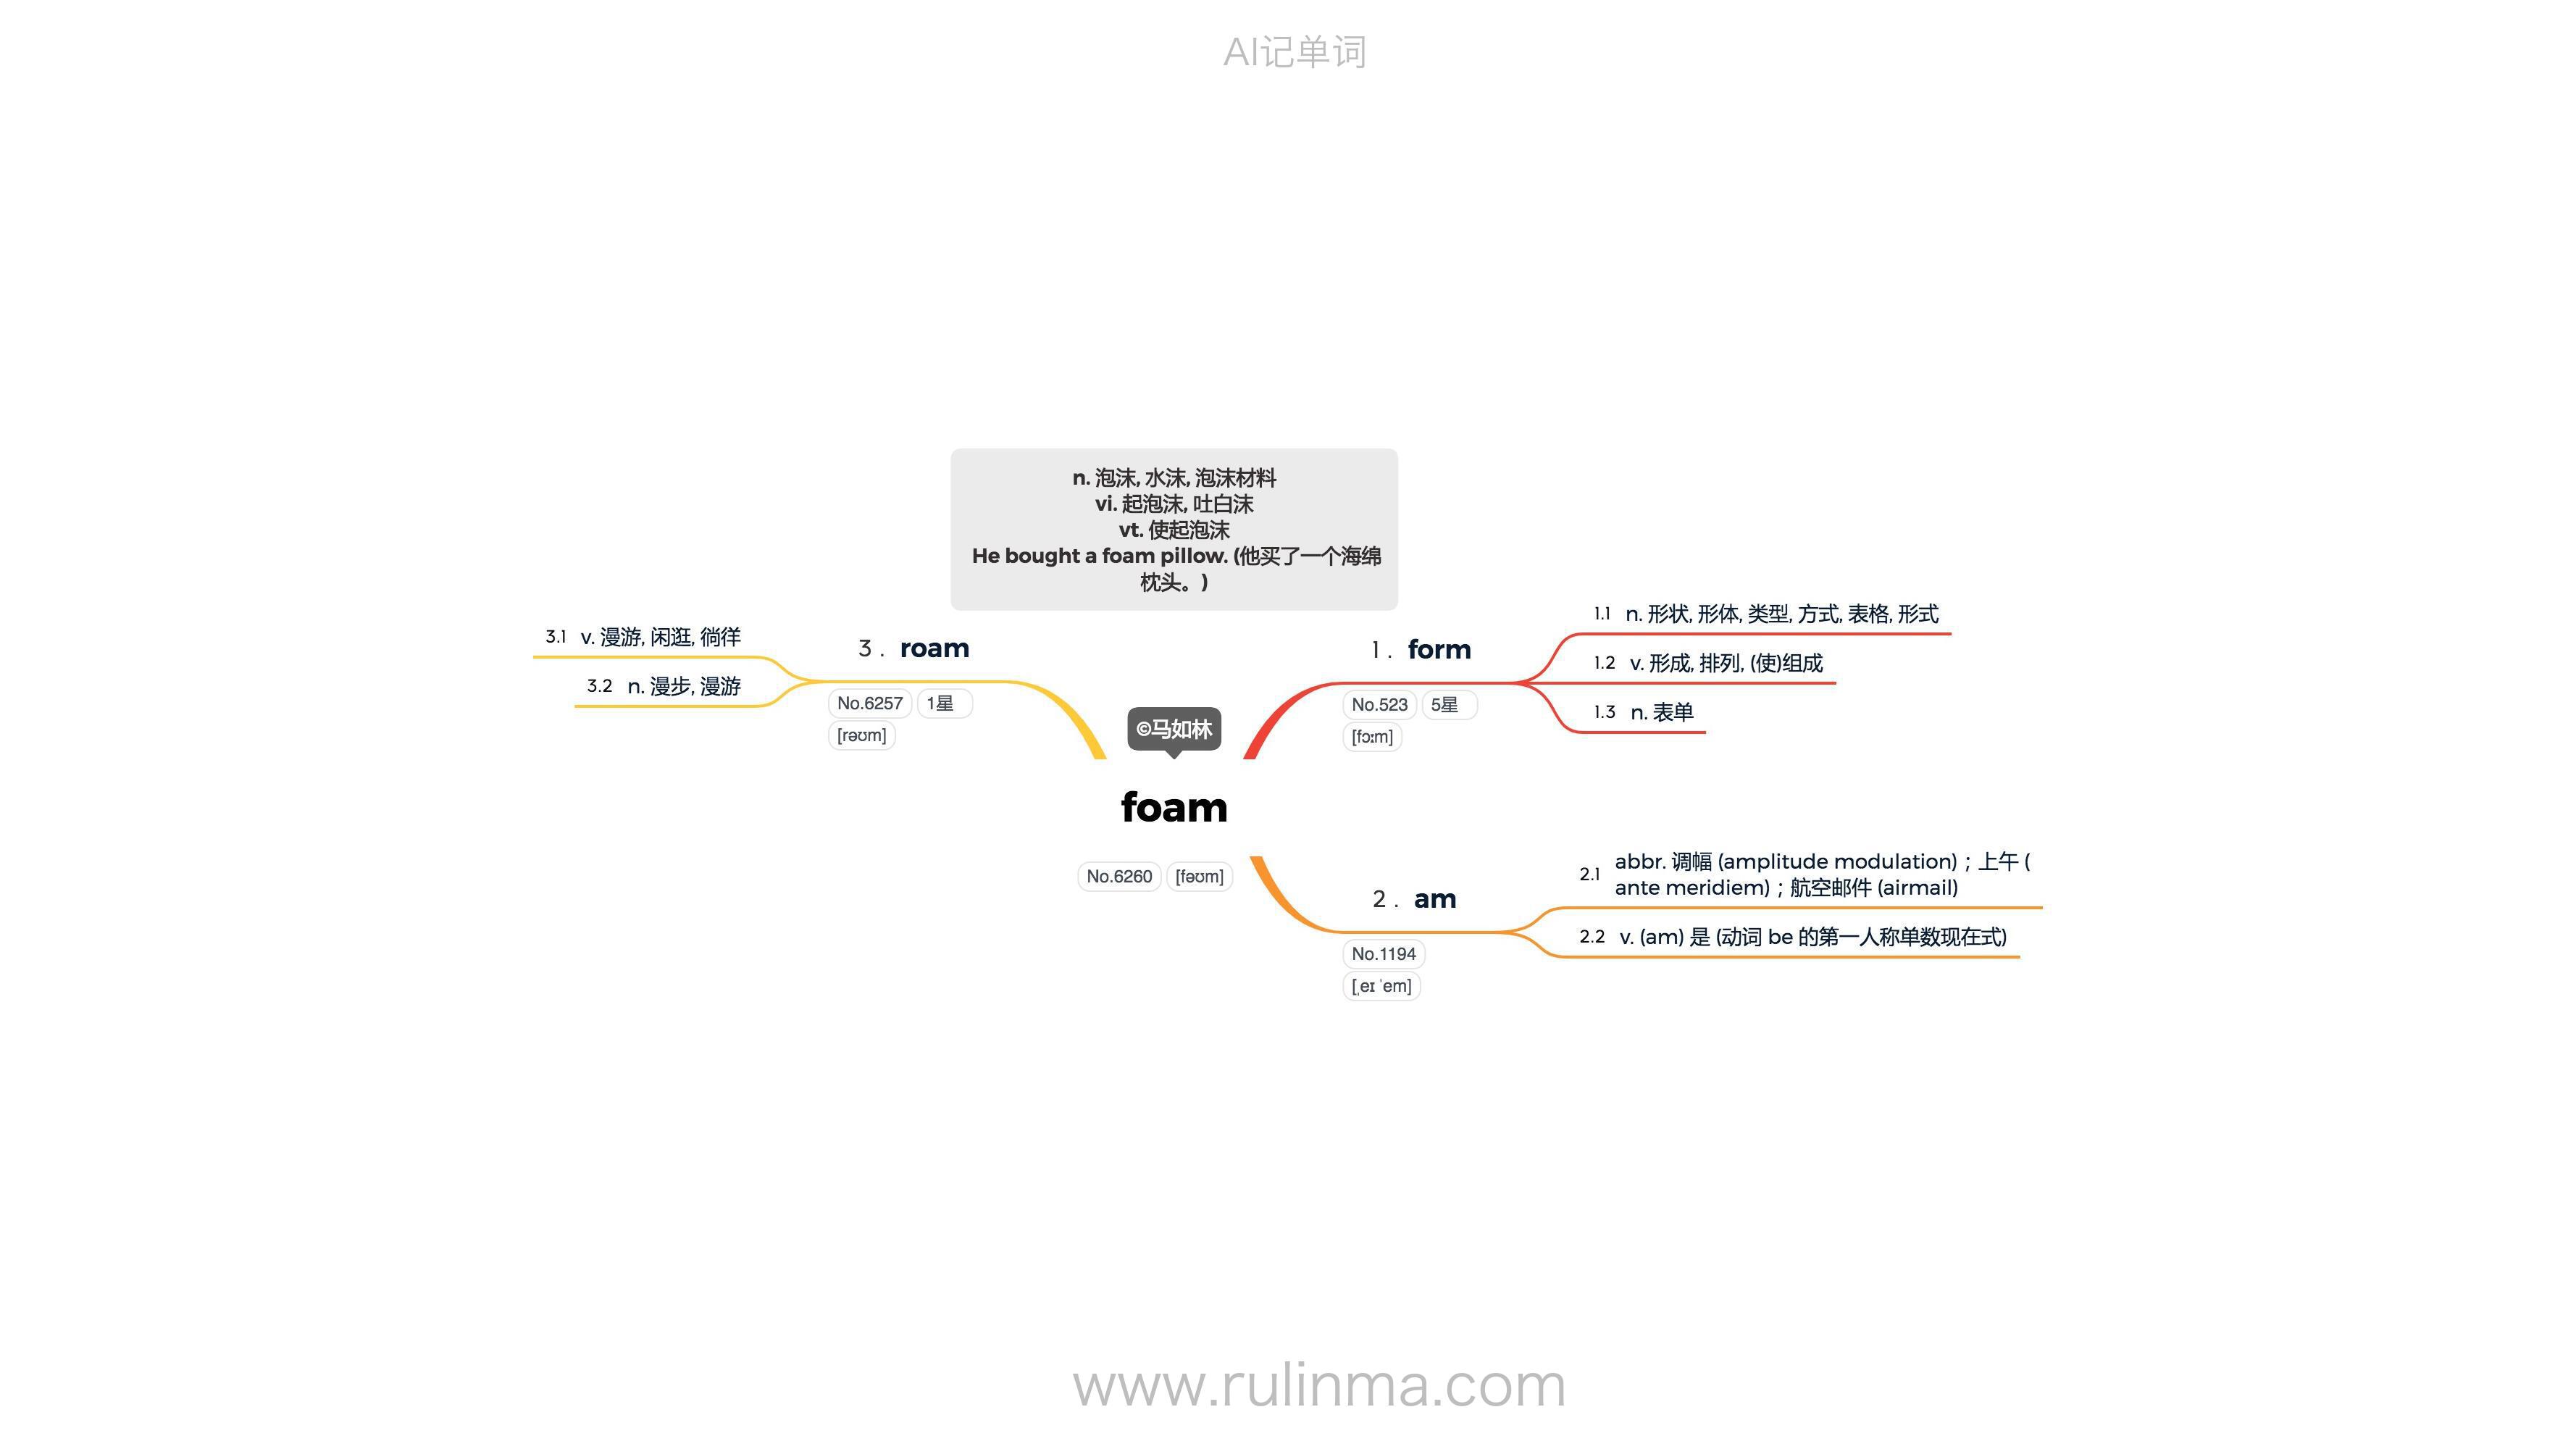 AI记单词
n. 泡沫, 水沫, 泡沫材料
vi. 起泡沫, 吐白沫
vt. 使起泡沫
He bought a foam pillow. (他买了一个海绵
枕头。)
©马如林
foam
No.6260 [fəʊm]
1 . form
No.523 5星
[fɔːm]
1.1 n. 形状, 形体, 类型, 方式, 表格, 形式
1.2 v. 形成, 排列, (使)组成
1.3 n. 表单
2 . am
No.1194
[ˌeɪ ˈem]
2.1 abbr. 调幅 (amplitude modulation)；上午 (
ante meridiem)；航空邮件 (airmail)
2.2 v. (am) 是 (动词 be 的第一人称单数现在式)
3 . roam
No.6257 1星
[rəʊm]
3.1 v. 漫游, 闲逛, 徜徉
3.2 n. 漫步, 漫游
www.rulinma.com